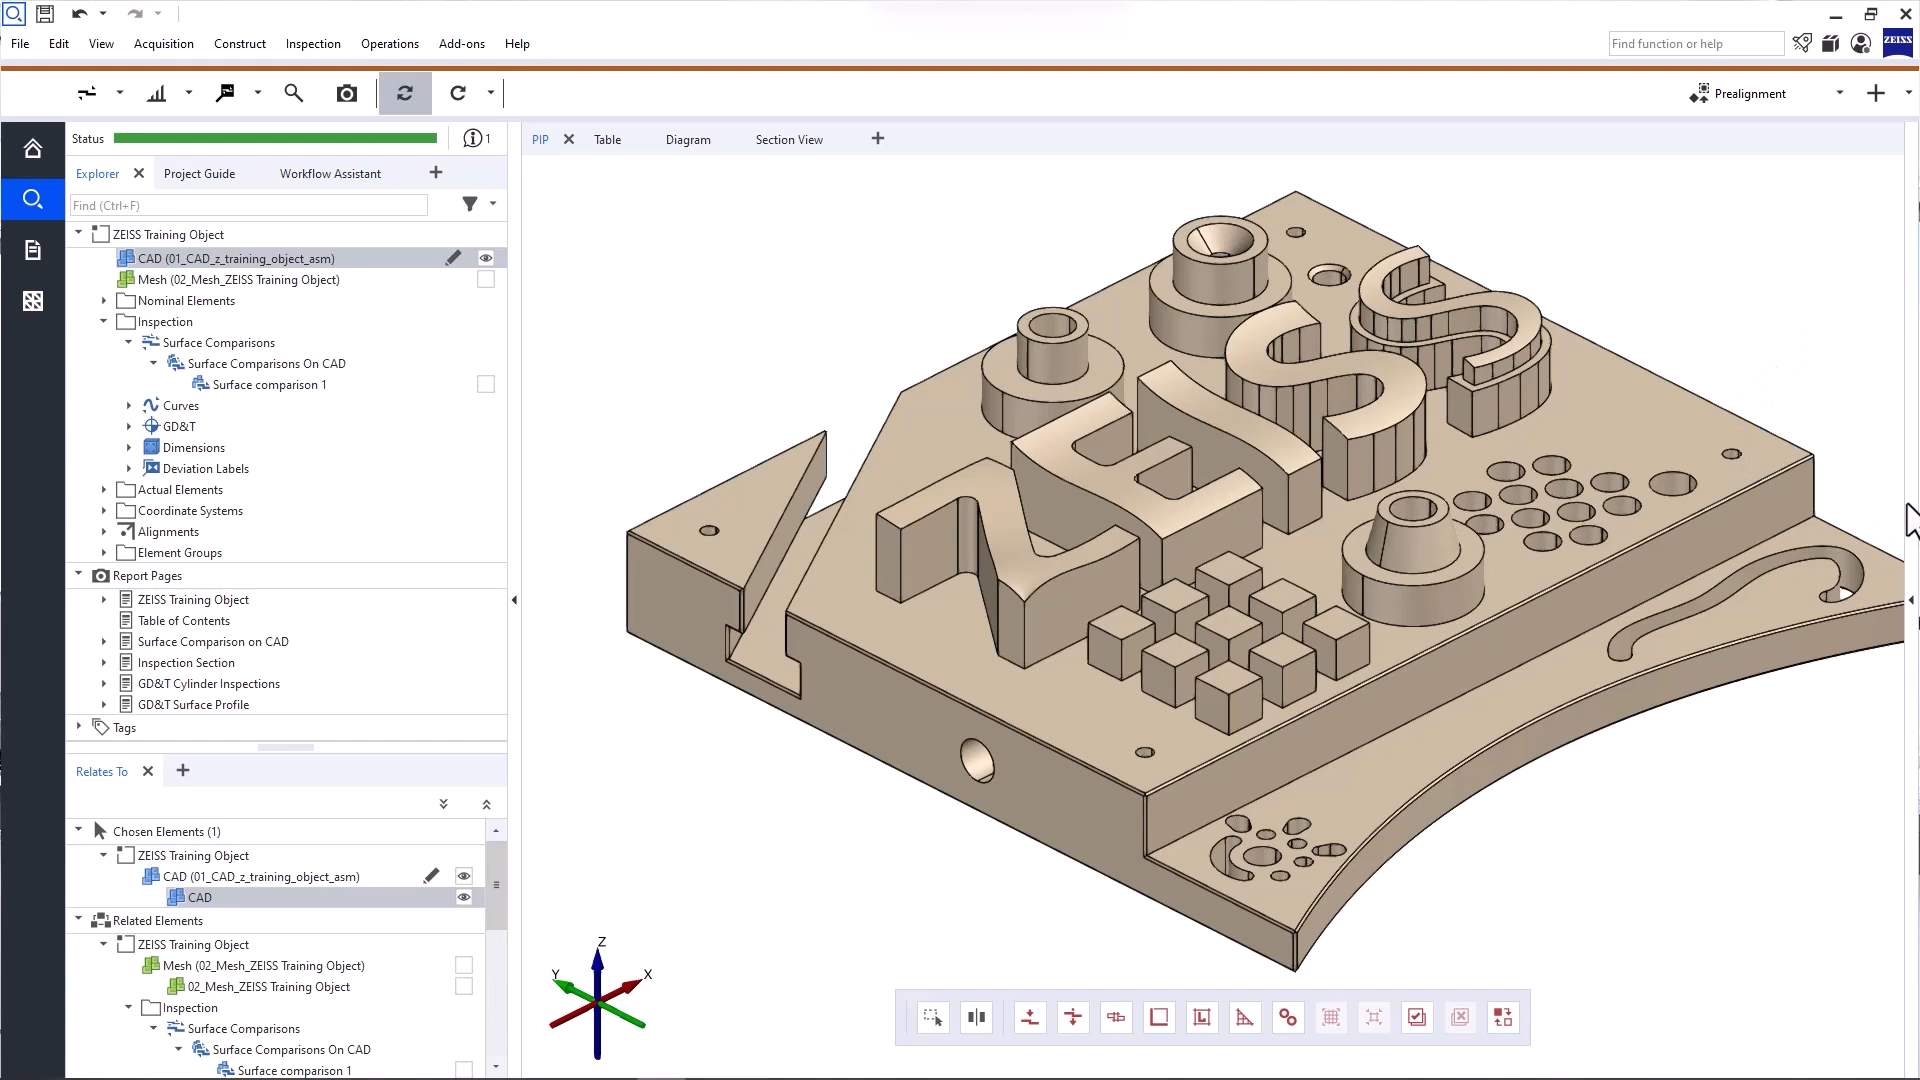 File Edit View Acquisition Construct Inspection Operations Add-ons Help
Find function or help
ZEISS
Prealignment
Status
1
PIP Table Diagram Section View
Explorer Project Guide Workflow Assistant
Find (Ctrl+F)
ZEISS Training Object
CAD (01_CAD_z_training_object_asm)
Mesh (02_Mesh_ZEISS Training Object)
Nominal Elements
Inspection
Surface Comparisons
Surface Comparisons On CAD
Surface comparison 1
Curves
GD&T
Dimensions
Deviation Labels
Actual Elements
Coordinate Systems
Alignments
Element Groups
Report Pages
ZEISS Training Object
Table of Contents
Surface Comparison on CAD
Inspection Section
GD&T Cylinder Inspections
GD&T Surface Profile
Tags
Relates To
Chosen Elements (1)
ZEISS Training Object
CAD (01_CAD_z_training_object_asm)
CAD
Related Elements
ZEISS Training Object
Mesh (02_Mesh_ZEISS Training Object)
02_Mesh_ZEISS Training Object
Inspection
Surface Comparisons
Surface Comparisons On CAD
Surface comparison 1
ZEISS
Z
Y
X